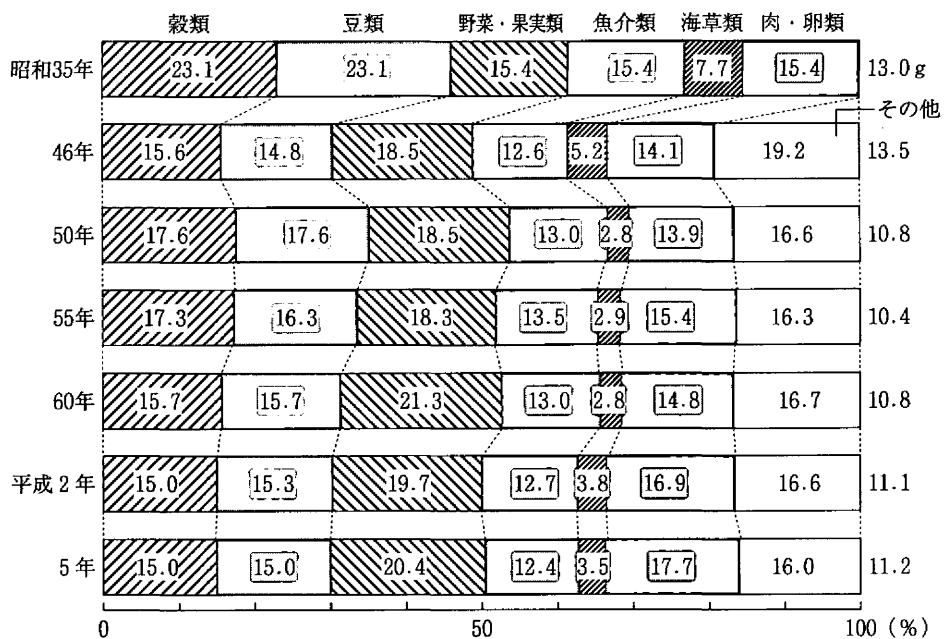 穀類 豆類 野菜・果実類 魚介類 海草類 肉・卵類
昭和35年 23.1 23.1 15.4 15.4 7.7 15.4 13.0g
その他
46年 15.6 14.8 18.5 12.6 5.2 14.1 19.2 13.5
50年 17.6 17.6 18.5 13.0 2.8 13.9 16.6 10.8
55年 17.3 16.3 18.3 13.5 2.9 15.4 16.3 10.4
60年 15.7 15.7 21.3 13.0 2.8 14.8 16.7 10.8
平成2年 15.0 15.3 19.7 12.7 3.8 16.9 16.6 11.1
5年 15.0 15.0 20.4 12.4 3.5 17.7 16.0 11.2
0 50 100(%)